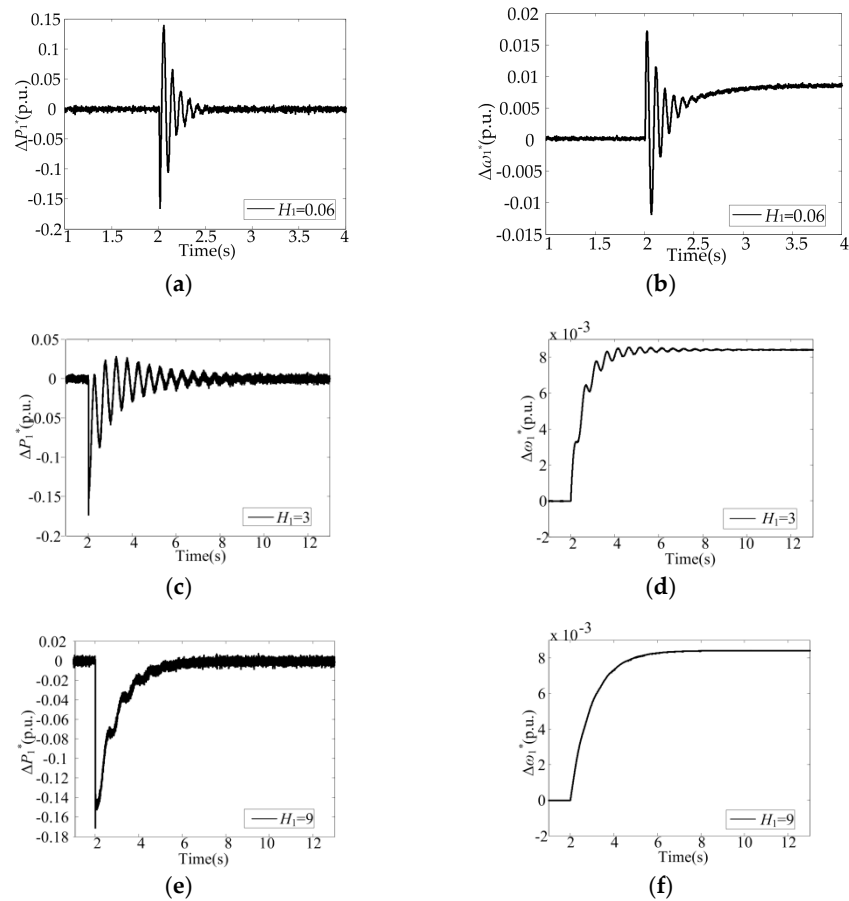 0.15
0.1
0.05
0
-0.05
-0.1
-0.15
-0.2
ΔP₁*(p.u.)
H₁=0.06
1 1.5 2 2.5 3 3.5 4
Time(s)
(a)
0.02
0.015
0.01
0.005
0
-0.005
-0.01
-0.015
Δω₁*(p.u.)
H₁=0.06
1 1.5 2 2.5 3 3.5 4
Time(s)
(b)
0.05
0
-0.05
-0.1
-0.15
-0.2
ΔP₁*(p.u.)
H₁=3
2 4 6 8 10 12
Time(s)
(c)
x 10⁻³
8
6
4
2
0
-2
Δω₁*(p.u.)
H₁=3
2 4 6 8 10 12
Time(s)
(d)
0.02
0
-0.02
-0.04
-0.06
-0.08
-0.1
-0.12
-0.14
-0.16
-0.18
ΔP₁*(p.u.)
H₁=9
2 4 6 8 10 12
Time(s)
(e)
x 10⁻³
8
6
4
2
0
-2
Δω₁*(p.u.)
H₁=9
2 4 6 8 10 12
Time(s)
(f)